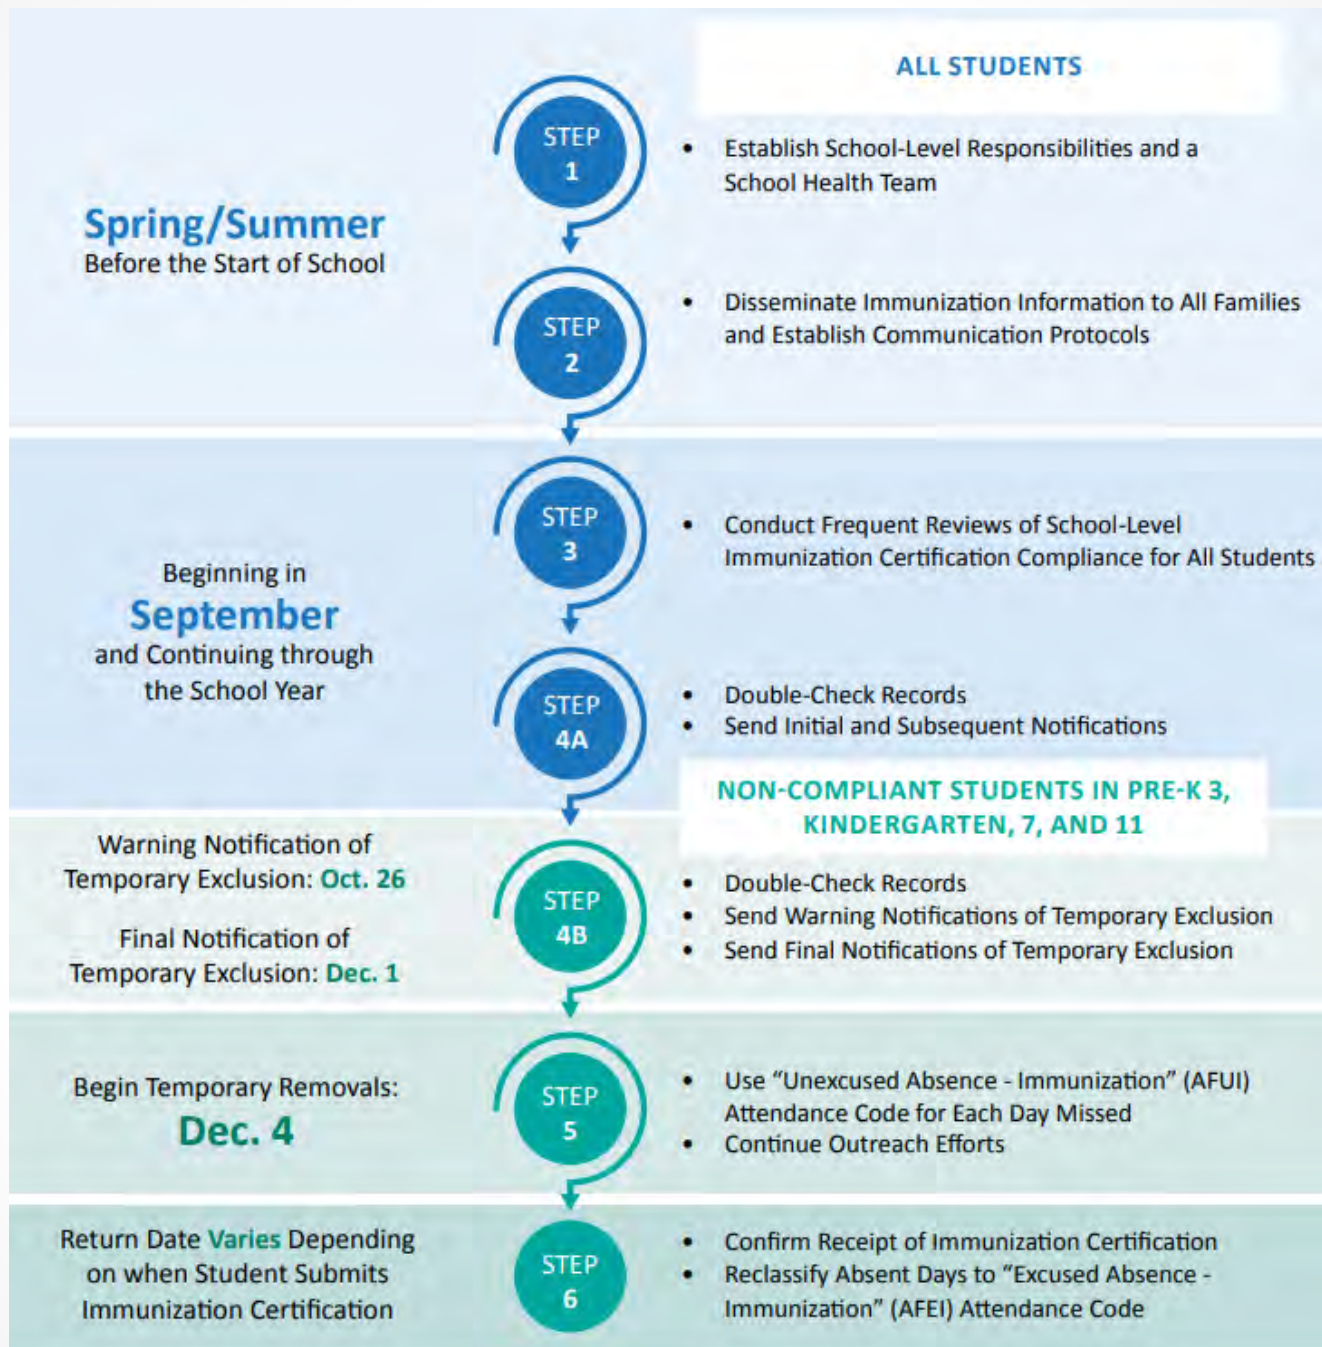 ALL STUDENTS
Spring/Summer
Before the Start of School
STEP
1
• Establish School-Level Responsibilities and a
School Health Team
STEP
2
• Disseminate Immunization Information to All Families
and Establish Communication Protocols
Beginning in
September
and Continuing through
the School Year
STEP
3
• Conduct Frequent Reviews of School-Level
Immunization Certification Compliance for All Students
STEP
4A
• Double-Check Records
• Send Initial and Subsequent Notifications
NON-COMPLIANT STUDENTS IN PRE-K 3,
KINDERGARTEN, 7, AND 11
Warning Notification of
Temporary Exclusion: Oct. 26
Final Notification of
Temporary Exclusion: Dec. 1
STEP
4B
• Double-Check Records
• Send Warning Notifications of Temporary Exclusion
• Send Final Notifications of Temporary Exclusion
Begin Temporary Removals:
Dec. 4
STEP
5
• Use “Unexcused Absence - Immunization” (AFUI)
Attendance Code for Each Day Missed
• Continue Outreach Efforts
Return Date Varies Depending
on when Student Submits
Immunization Certification
STEP
6
• Confirm Receipt of Immunization Certification
• Reclassify Absent Days to “Excused Absence -
Immunization” (AFEI) Attendance Code